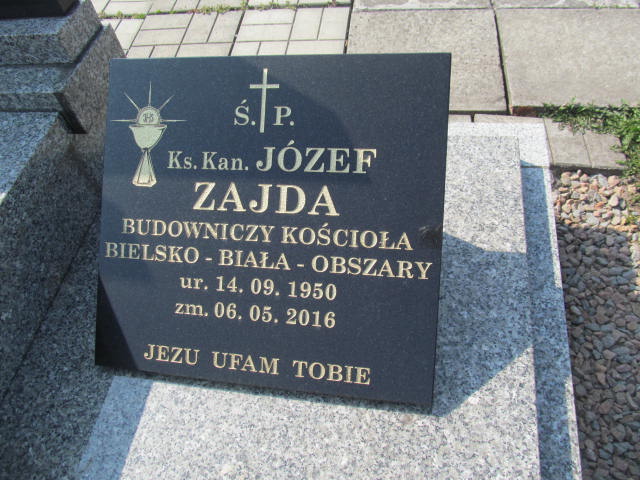 Ś. P.
Ks. Kan. JÓZEF
ZAJDA
BUDOWNICZY KOŚCIOŁA
BIELSKO - BIAŁA - OBSZARY
ur. 14. 09. 1950
zm. 06. 05. 2016
JEZU UFAM TOBIE